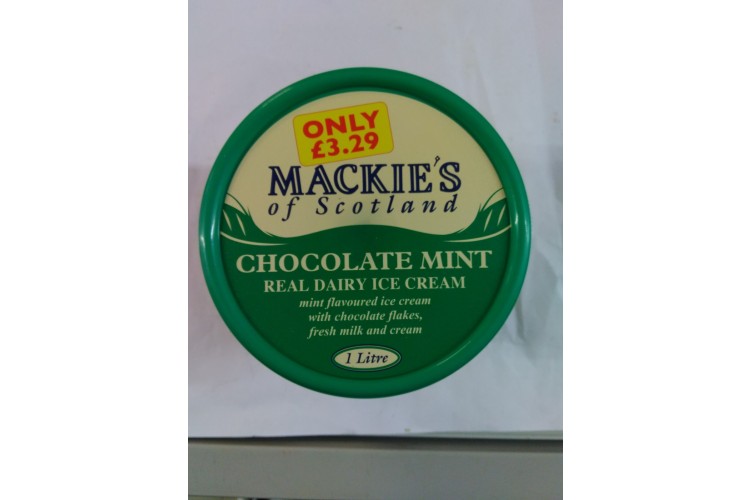 ONLY
£3.29
MACKIE'S
of Scotland
CHOCOLATE MINT
REAL DAIRY ICE CREAM
mint flavoured ice cream
with chocolate flakes,
fresh milk and cream
1 Litre